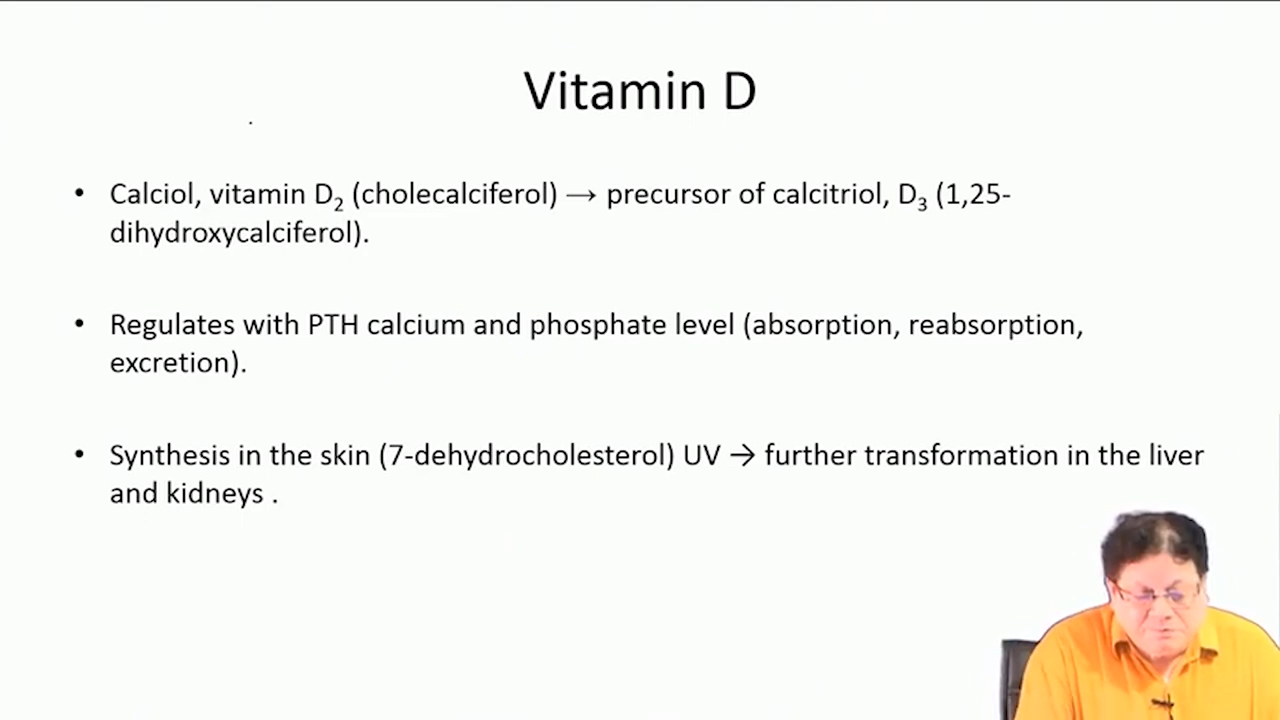 Vitamin D
• Calciol, vitamin D₂ (cholecalciferol) → precursor of calcitriol, D₃ (1,25-
dihydroxycalciferol).
• Regulates with PTH calcium and phosphate level (absorption, reabsorption,
excretion).
• Synthesis in the skin (7-dehydrocholesterol) UV → further transformation in the liver
and kidneys .